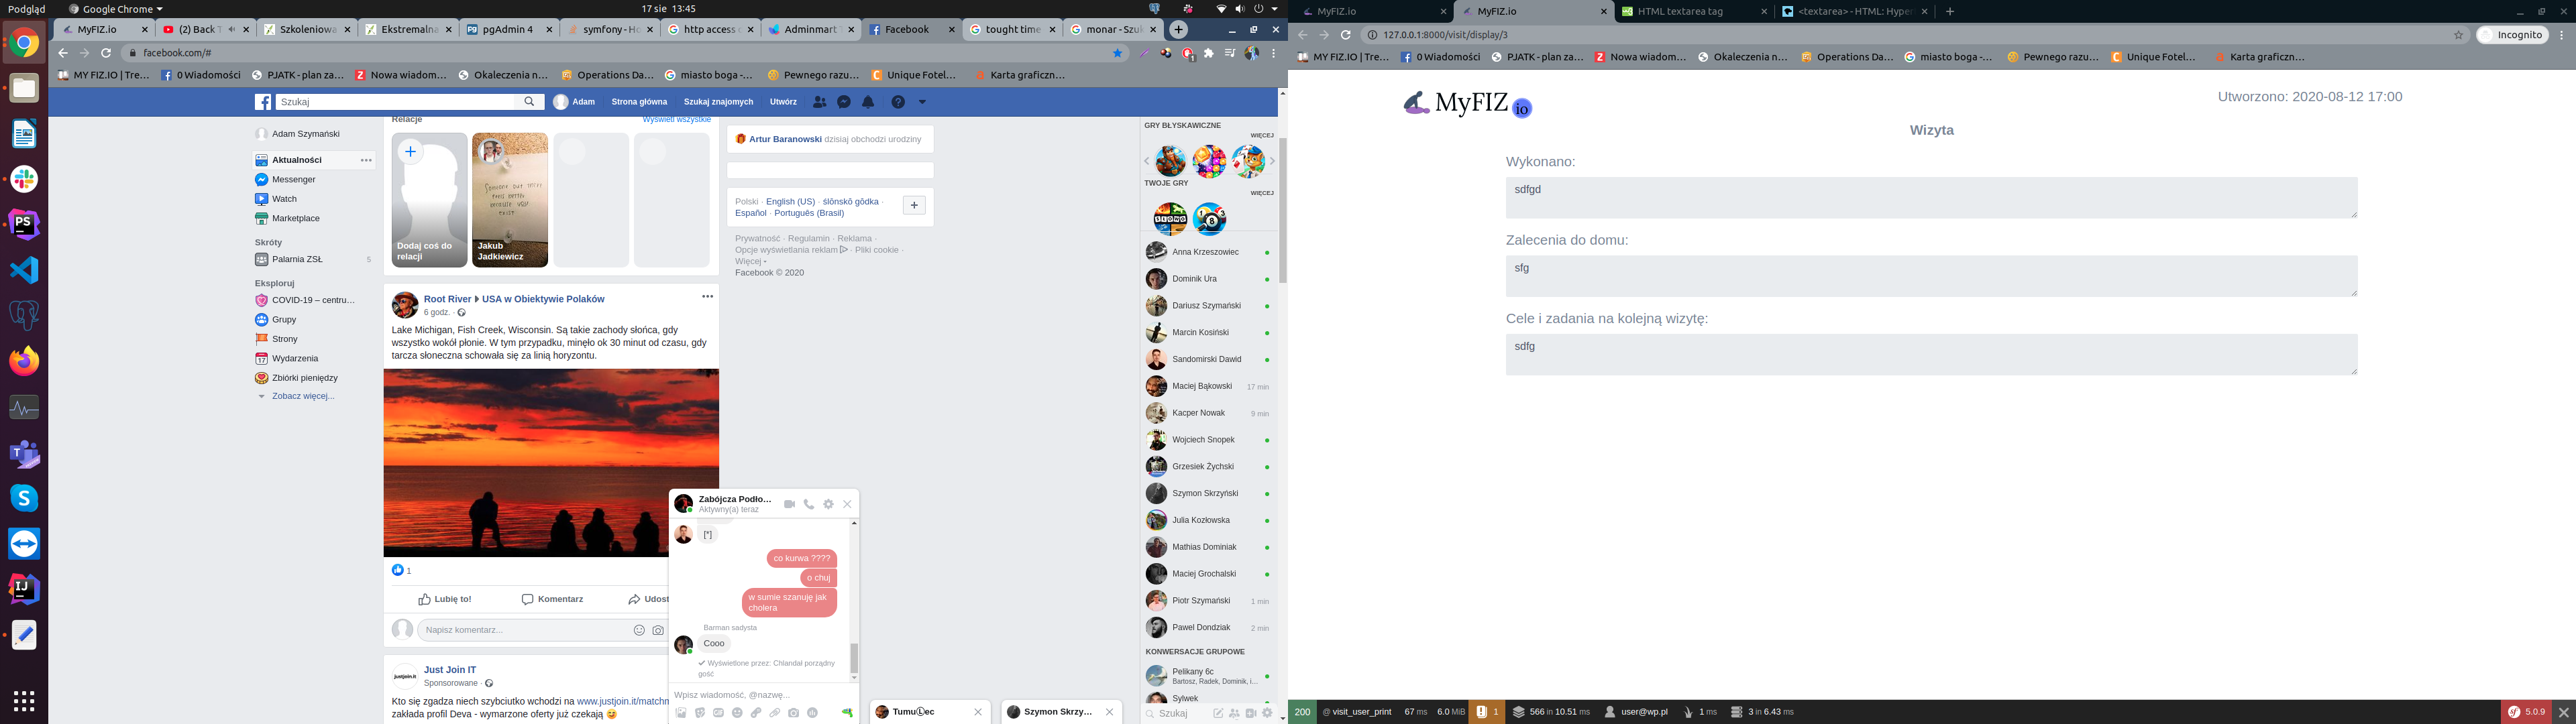 Podgląd
Google Chrome
17 sie 13:45
MyFIZ.io
(2) Back T
Szkoleniowa
Ekstremalna
pgAdmin 4
symfony - Ho
http access c
Adminmart
Facebook
tought time
monar - Szuk
facebook.com/#
MY FIZ.IO | Tre…
0 Wiadomości
PJATK - plan za…
Nowa wiadom…
Okaleczenia n…
Operations Da…
miasto boga -…
Pewnego razu…
Unique Fotel…
Karta graficzn…
Szukaj
Adam
Strona główna
Szukaj znajomych
Utwórz
Adam Szymański
Aktualności
Messenger
Watch
Marketplace
Skróty
Palarnia ZSŁ
5
Eksploruj
COVID-19 – centru…
Grupy
Strony
Wydarzenia
Zbiórki pieniędzy
Zobacz więcej...
Relacje
Wyświetl wszystkie
Dodaj coś do
relacji
Jakub
Jadkiewicz
Root River
USA w Obiektywie Polaków
6 godz. ·
Lake Michigan, Fish Creek, Wisconsin. Są takie zachody słońca, gdy
wszystko wokół płonie. W tym przypadku, minęło ok 30 minut od czasu, gdy
tarcza słoneczna schowała się za linią horyzontu.
1
Lubię to!
Komentarz
Udost
Napisz komentarz...
Just Join IT
Sponsorowane ·
Kto się zgadza niech szybciutko wchodzi na www.justjoin.it/matchm
zakłada profil Deva - wymarzone oferty już czekają
Artur Baranowski dzisiaj obchodzi urodziny
Polski · English (US) · ślōnskŏ gŏdka ·
Español · Português (Brasil)
Prywatność · Regulamin · Reklama ·
Opcje wyświetlania reklam · Pliki cookie ·
Więcej
Facebook © 2020
Zabójcza Podło…
Aktywny(a) teraz
[*]
co kurwa ????
o chuj
w sumie szanuję jak
cholera
Barman sadysta
Cooo
Wyświetlone przez: Chlandał porządny
gość
Wpisz wiadomość, @nazwę...
TumuⓁec
Szymon Skrzy…
GRY BŁYSKAWICZNE
WIĘCEJ
TWOJE GRY
WIĘCEJ
Anna Krzeszowiec
Dominik Ura
Dariusz Szymański
Marcin Kosiński
Sandomirski Dawid
Maciej Bąkowski
17 min
Kacper Nowak
9 min
Wojciech Snopek
Grzesiek Żychski
Szymon Skrzyński
Julia Kozłowska
Mathias Dominiak
Maciej Grochalski
Piotr Szymański
1 min
Paweł Dondziak
2 min
KONWERSACJE GRUPOWE
Pelikany 6c
Bartosz, Radek, Dominik, i…
Sylwek
Szukaj
MyFIZ.io
MyFIZ.io
HTML textarea tag
<textarea> - HTML: Hypert
127.0.0.1:8000/visit/display/3
Incognito
MY FIZ.IO | Tre…
0 Wiadomości
PJATK - plan za…
Nowa wiadom…
Okaleczenia n…
Operations Da…
miasto boga -…
Pewnego razu…
Unique Fotel…
Karta graficzn…
MyFIZ io
Utworzono: 2020-08-12 17:00
Wizyta
Wykonano:
sdfgd
Zalecenia do domu:
sfg
Cele i zadania na kolejną wizytę:
sdfg
200
@ visit_user_print
67 ms
6.0 MiB
1
566 in 10.51 ms
user@wp.pl
1 ms
3 in 6.43 ms
5.0.9